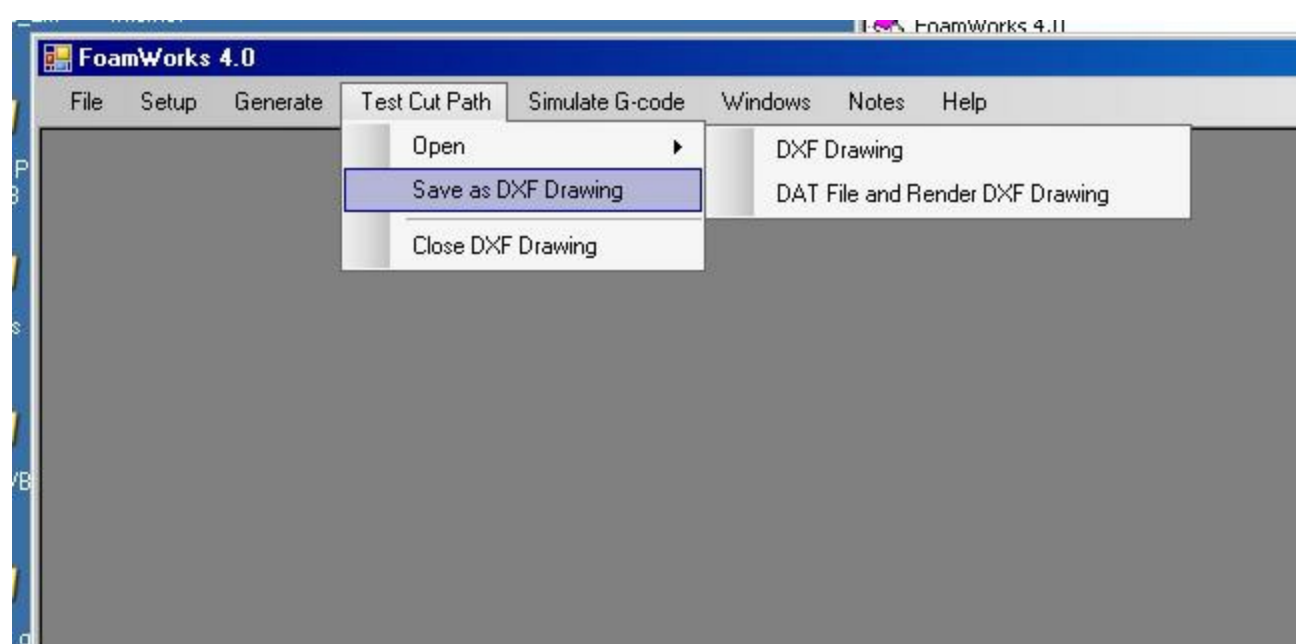 FoamWorks 4.0
FoamWorks 4.0
File Setup Generate Test Cut Path Simulate G-code Windows Notes Help
Open DXF Drawing
Save as DXF Drawing DAT File and Render DXF Drawing
Close DXF Drawing